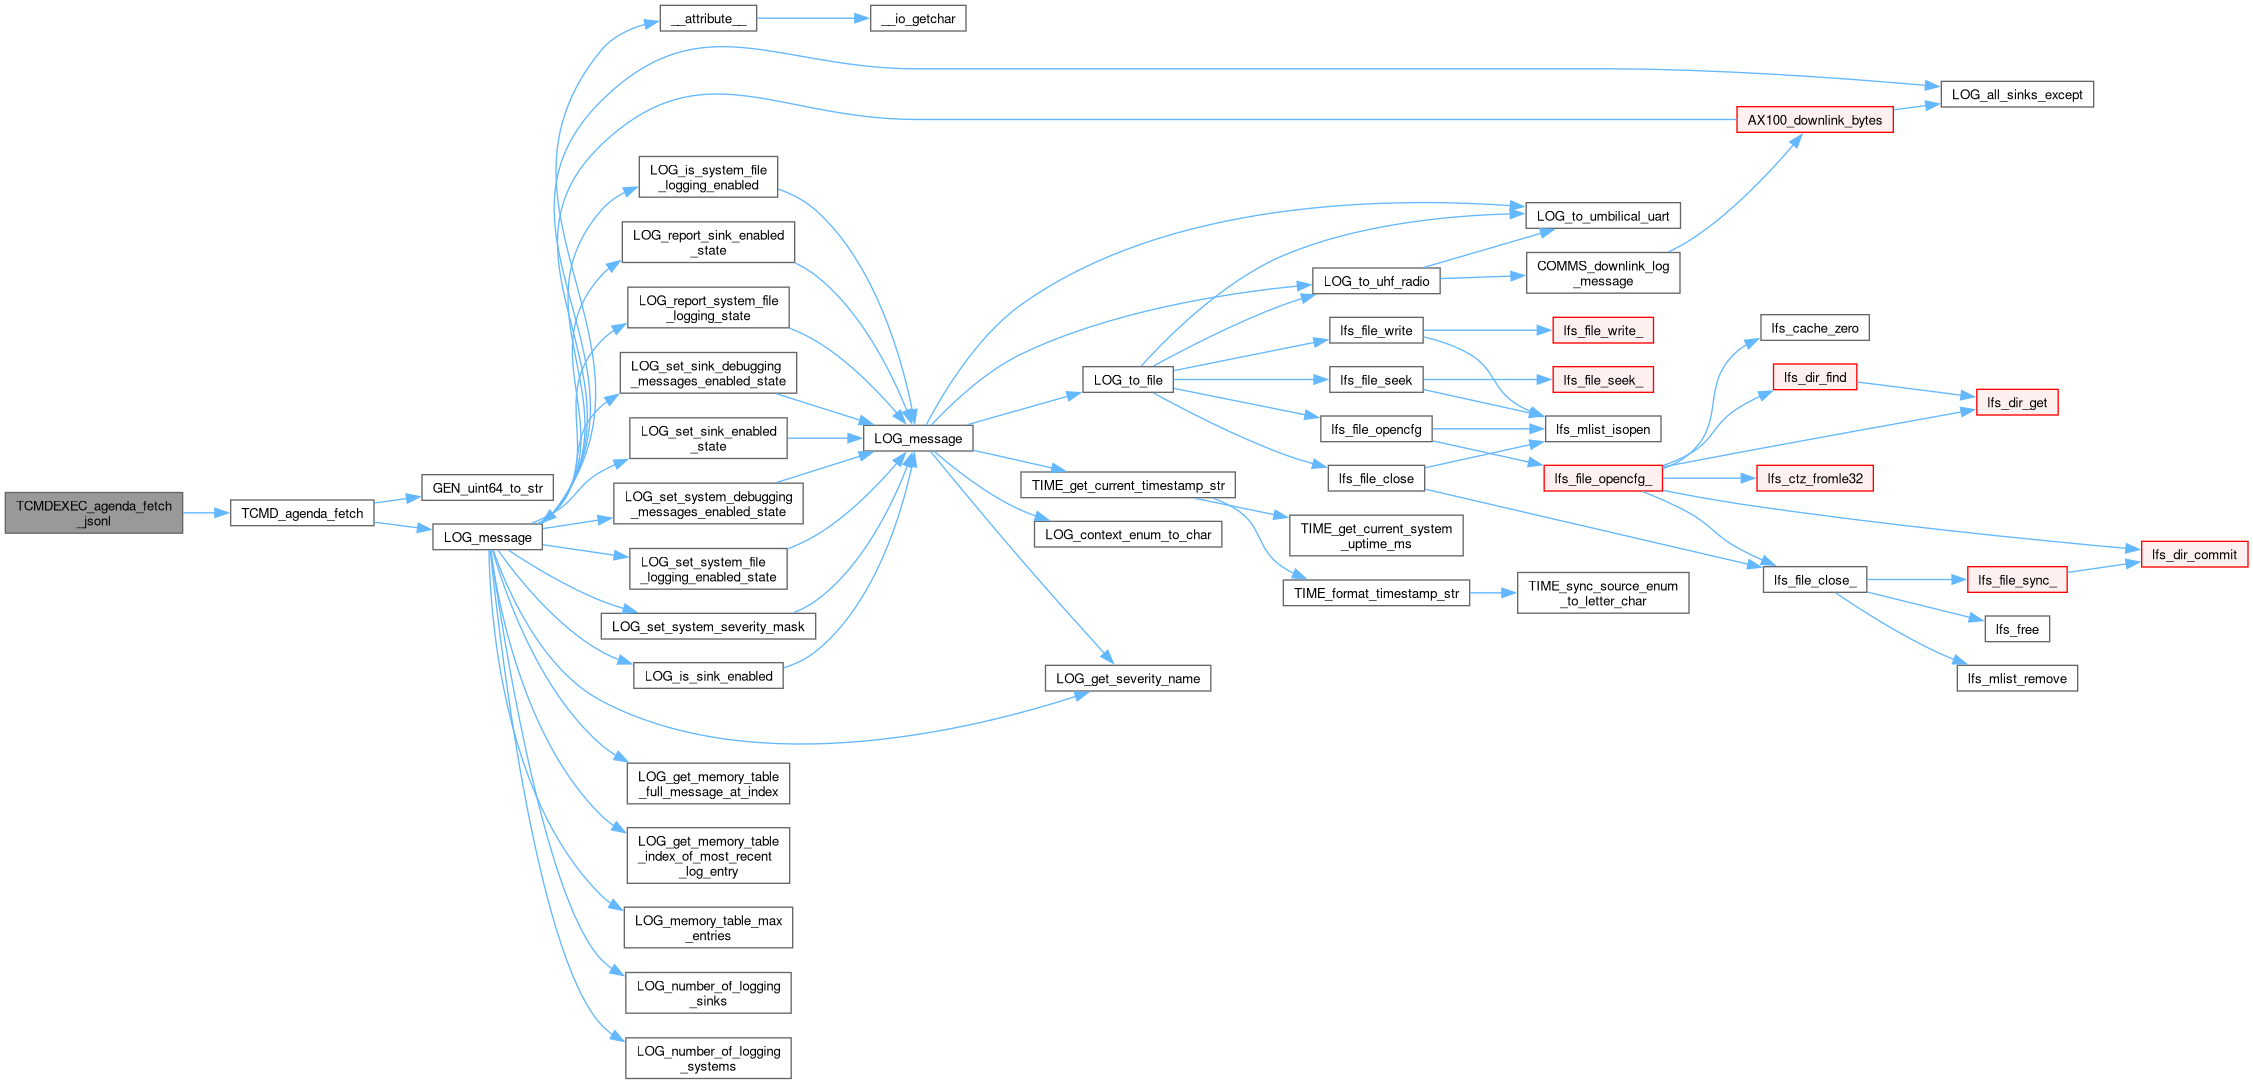 TCMDEXEC_agenda_fetch
_jsonl
TCMD_agenda_fetch
GEN_uint64_to_str
LOG_message
__attribute__
__io_getchar
LOG_is_system_file
_logging_enabled
LOG_report_sink_enabled
_state
LOG_report_system_file
_logging_state
LOG_set_sink_debugging
_messages_enabled_state
LOG_set_sink_enabled
_state
LOG_set_system_debugging
_messages_enabled_state
LOG_set_system_file
_logging_enabled_state
LOG_set_system_severity_mask
LOG_is_sink_enabled
LOG_get_memory_table
_full_message_at_index
LOG_get_memory_table
_index_of_most_recent
_log_entry
LOG_memory_table_max
_entries
LOG_number_of_logging
_sinks
LOG_number_of_logging
_systems
LOG_message
LOG_to_file
TIME_get_current_timestamp_str
LOG_context_enum_to_char
LOG_get_severity_name
LOG_to_uhf_radio
lfs_file_write
lfs_file_seek
lfs_file_opencfg
lfs_file_close
TIME_get_current_system
_uptime_ms
TIME_format_timestamp_str
LOG_to_umbilical_uart
COMMS_downlink_log
_message
lfs_file_write_
lfs_file_seek_
lfs_mlist_isopen
lfs_file_opencfg_
TIME_sync_source_enum
_to_letter_char
AX100_downlink_bytes
lfs_cache_zero
lfs_dir_find
lfs_ctz_fromle32
lfs_file_close_
LOG_all_sinks_except
lfs_dir_get
lfs_file_sync_
lfs_free
lfs_mlist_remove
lfs_dir_commit